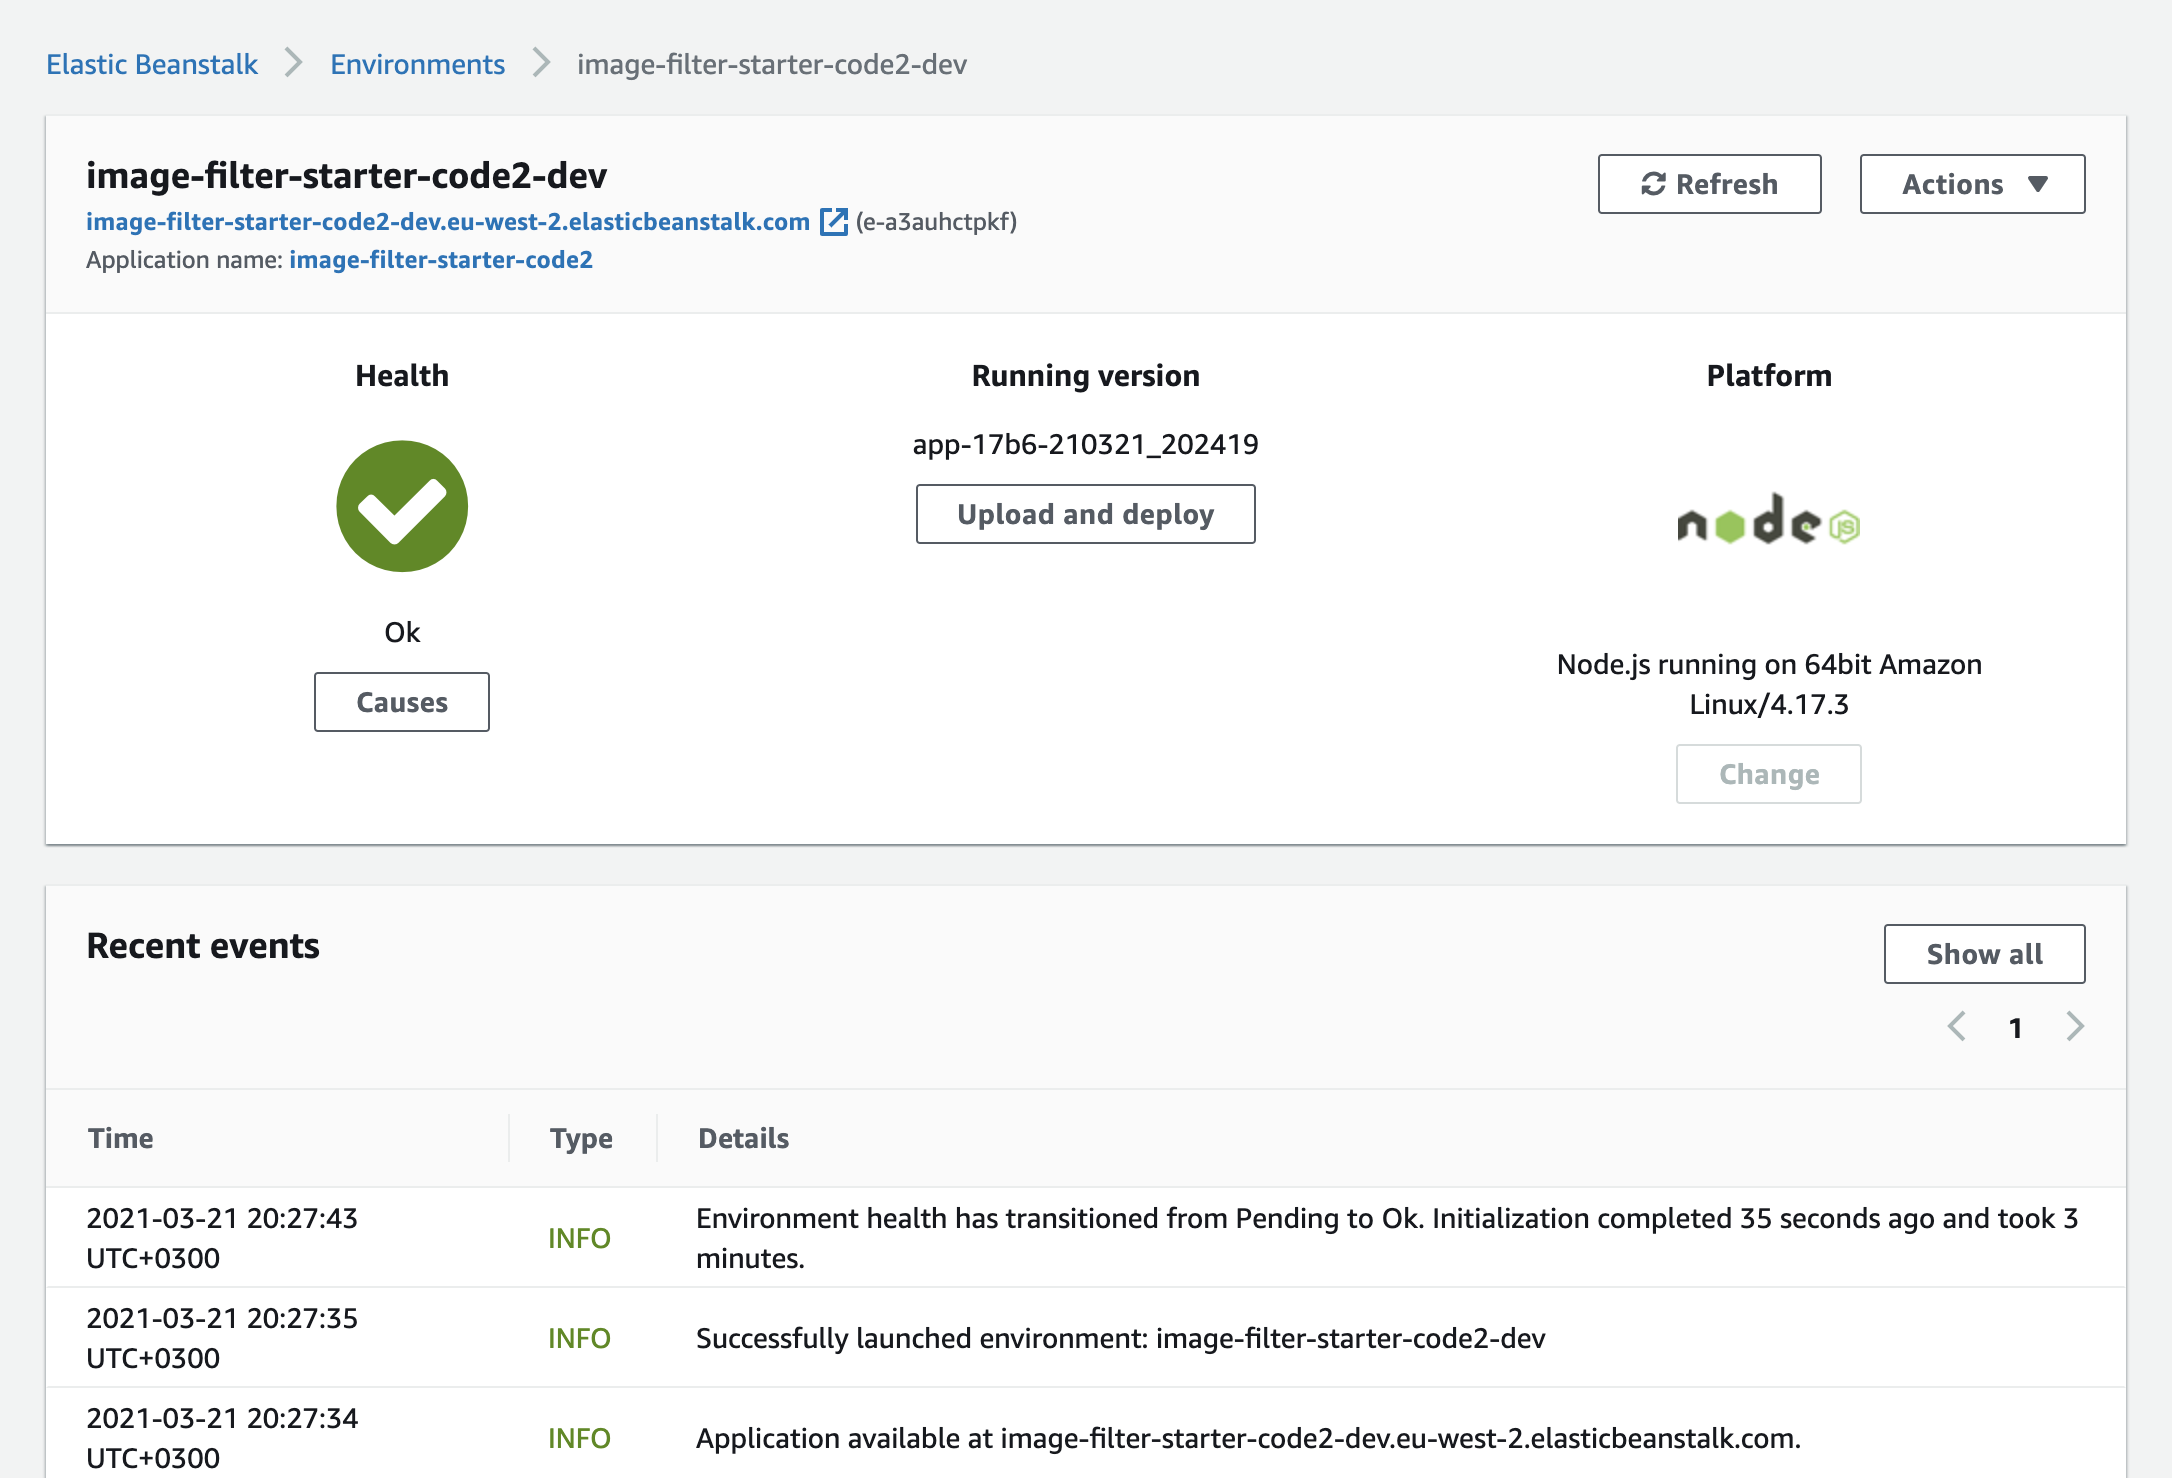 Elastic Beanstalk > Environments > image-filter-starter-code2-dev
image-filter-starter-code2-dev
Refresh
Actions
image-filter-starter-code2-dev.eu-west-2.elasticbeanstalk.com (e-a3auhctpkf)
Application name: image-filter-starter-code2
Health
Ok
Causes
Running version
app-17b6-210321_202419
Upload and deploy
Platform
node JS
Node.js running on 64bit Amazon
Linux/4.17.3
Change
Recent events
Show all
1
Time
Type
Details
2021-03-21 20:27:43
UTC+0300
INFO
Environment health has transitioned from Pending to Ok. Initialization completed 35 seconds ago and took 3
minutes.
2021-03-21 20:27:35
UTC+0300
INFO
Successfully launched environment: image-filter-starter-code2-dev
2021-03-21 20:27:34
UTC+0300
INFO
Application available at image-filter-starter-code2-dev.eu-west-2.elasticbeanstalk.com.